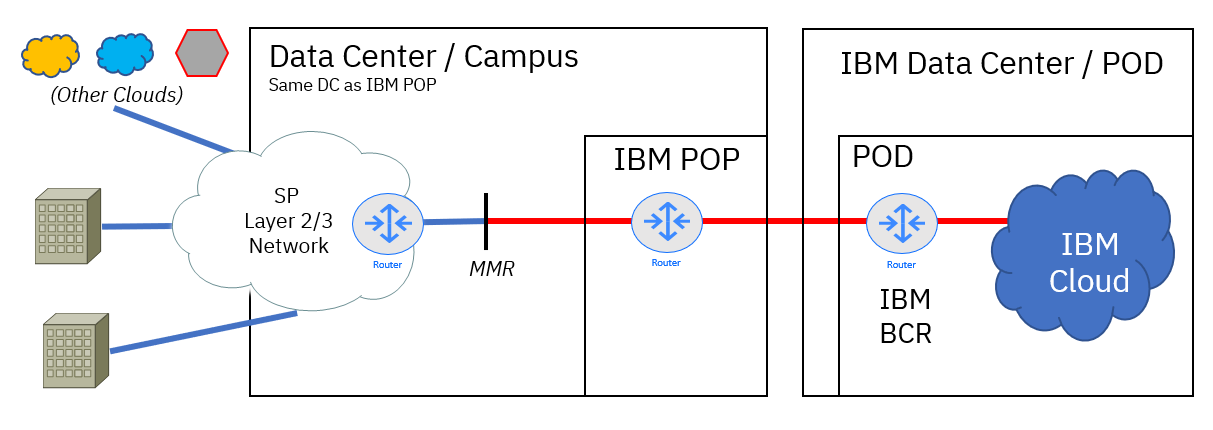 Data Center / Campus
Same DC as IBM POP
IBM Data Center / POD
(Other Clouds)
IBM POP
POD
SP
Layer 2/3
Network
Router
MMR
Router
Router
IBM
BCR
IBM
Cloud